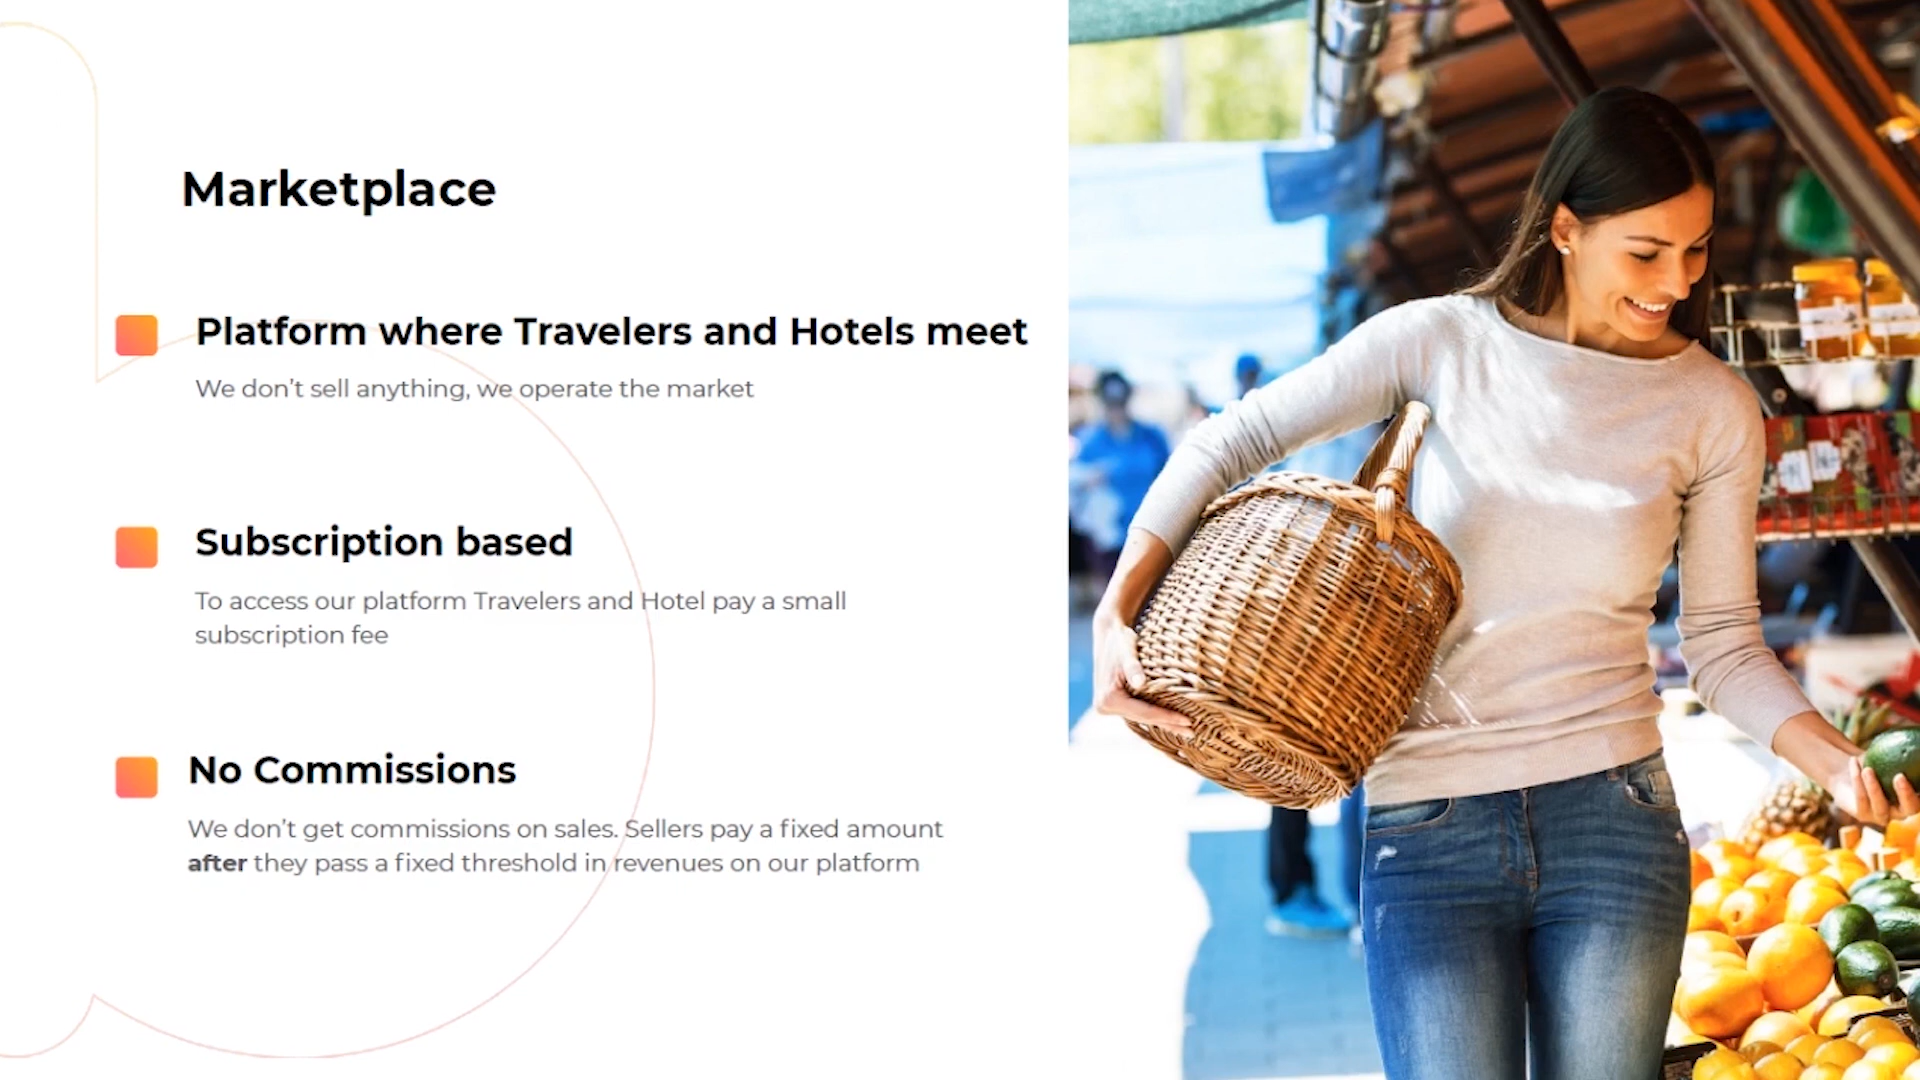 Marketplace
Platform where Travelers and Hotels meet
We don't sell anything, we operate the market
Subscription based
To access our platform Travelers and Hotel pay a small
subscription fee
No Commissions
We don't get commissions on sales. Sellers pay a fixed amount
after they pass a fixed threshold in revenues on our platform